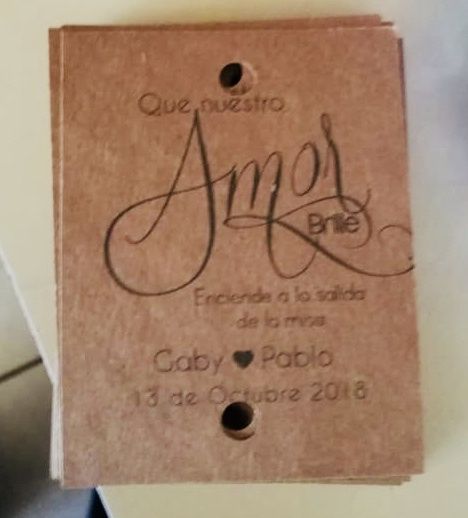 Que nuestro
Amor
Brille
Enciende a la salida
de la misa
Gaby Pablo
13 de Octubre 2018